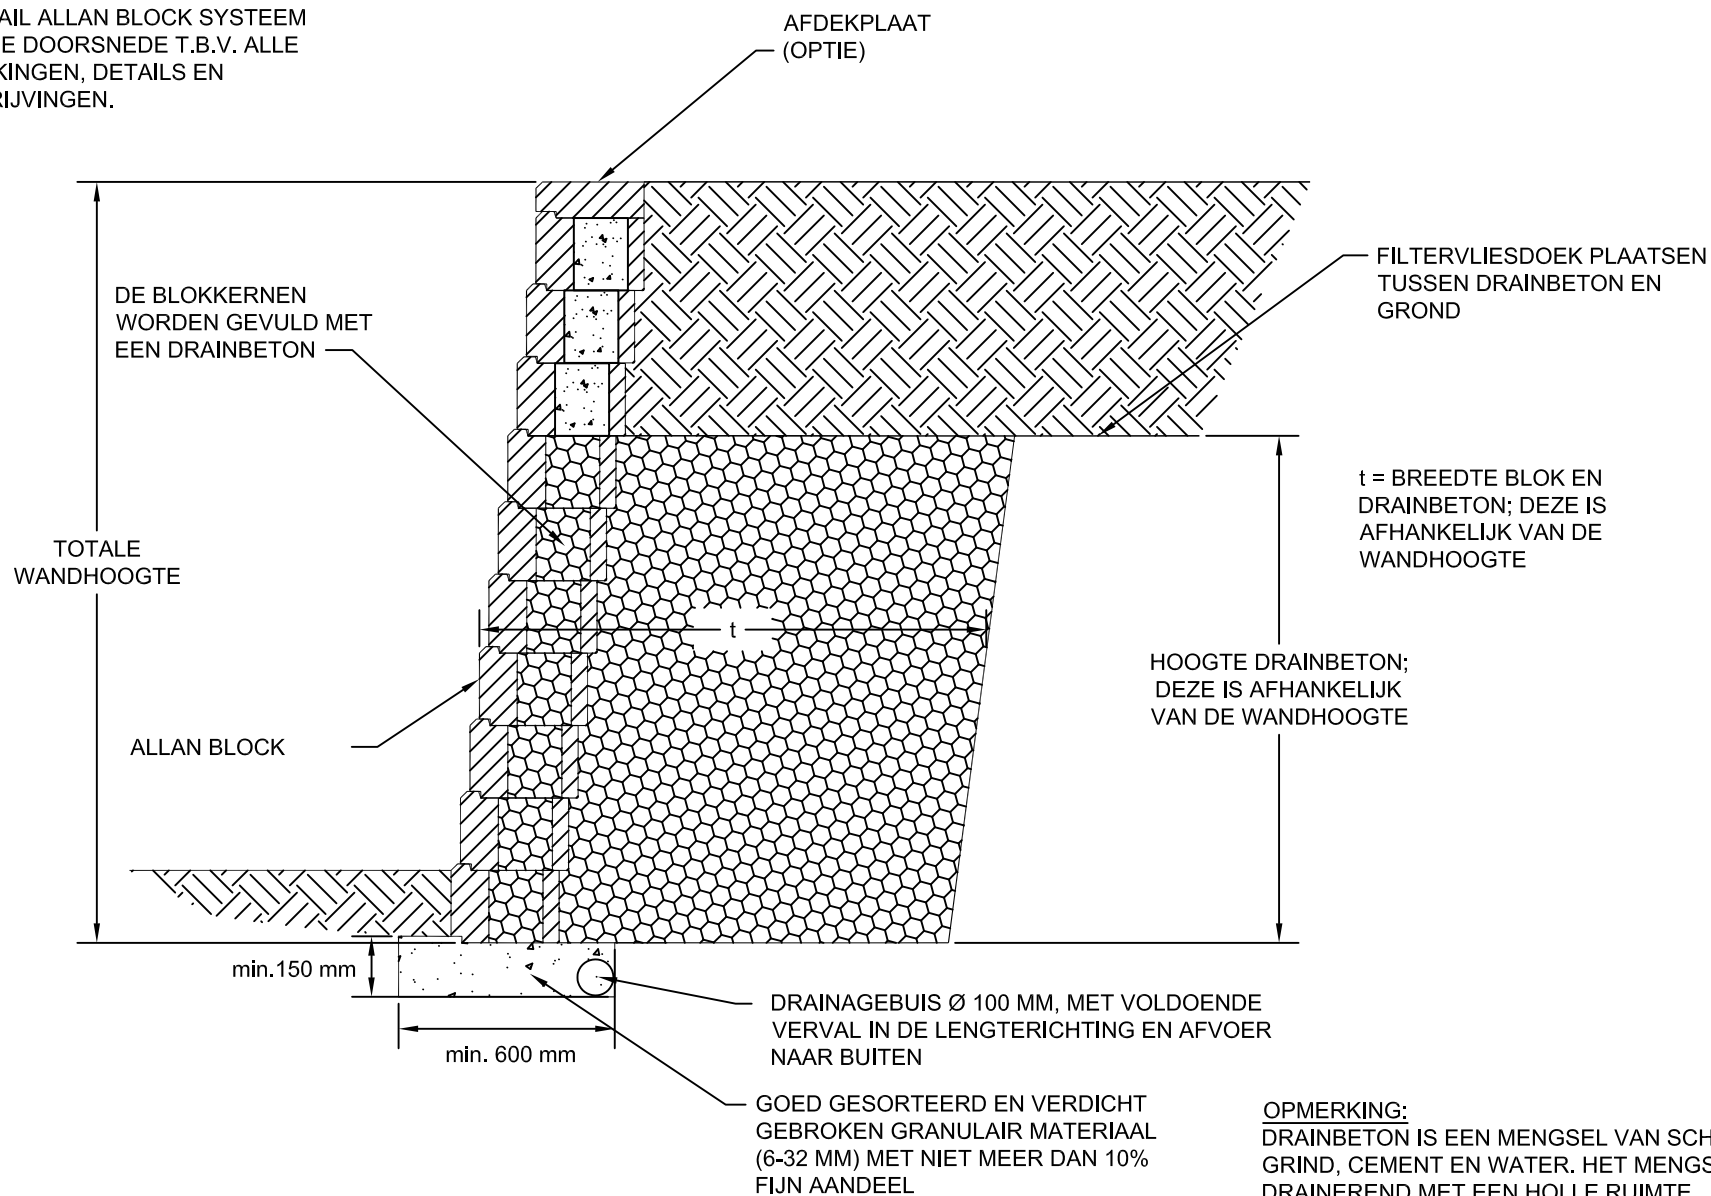 AIL ALLAN BLOCK SYSTEEM
E DOORSNEDE T.B.V. ALLE
KINGEN, DETAILS EN
RIJVINGEN.
AFDEKPLAAT
(OPTIE)
FILTERVLIESDOEK PLAATSEN
TUSSEN DRAINBETON EN
GROND
DE BLOKKERNEN
WORDEN GEVULD MET
EEN DRAINBETON
t = BREEDTE BLOK EN
DRAINBETON; DEZE IS
AFHANKELIJK VAN DE
WANDHOOGTE
TOTALE
WANDHOOGTE
t
HOOGTE DRAINBETON;
DEZE IS AFHANKELIJK
VAN DE WANDHOOGTE
ALLAN BLOCK
min.150 mm
min. 600 mm
DRAINAGEBUIS Ø 100 MM, MET VOLDOENDE
VERVAL IN DE LENGTERICHTING EN AFVOER
NAAR BUITEN
GOED GESORTEERD EN VERDICHT
GEBROKEN GRANULAIR MATERIAAL
(6-32 MM) MET NIET MEER DAN 10%
FIJN AANDEEL
OPMERKING:
DRAINBETON IS EEN MENGSEL VAN SCH
GRIND, CEMENT EN WATER. HET MENGS
DRAINEREND MET EEN HOLLE RUIMTE